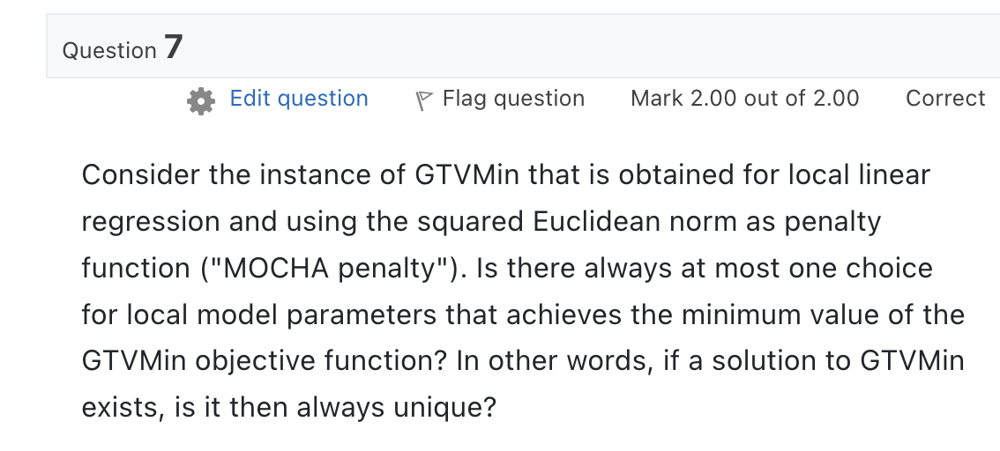 Question 7
Edit question Flag question Mark 2.00 out of 2.00 Correct
Consider the instance of GTVMin that is obtained for local linear
regression and using the squared Euclidean norm as penalty
function ("MOCHA penalty"). Is there always at most one choice
for local model parameters that achieves the minimum value of the
GTVMin objective function? In other words, if a solution to GTVMin
exists, is it then always unique?